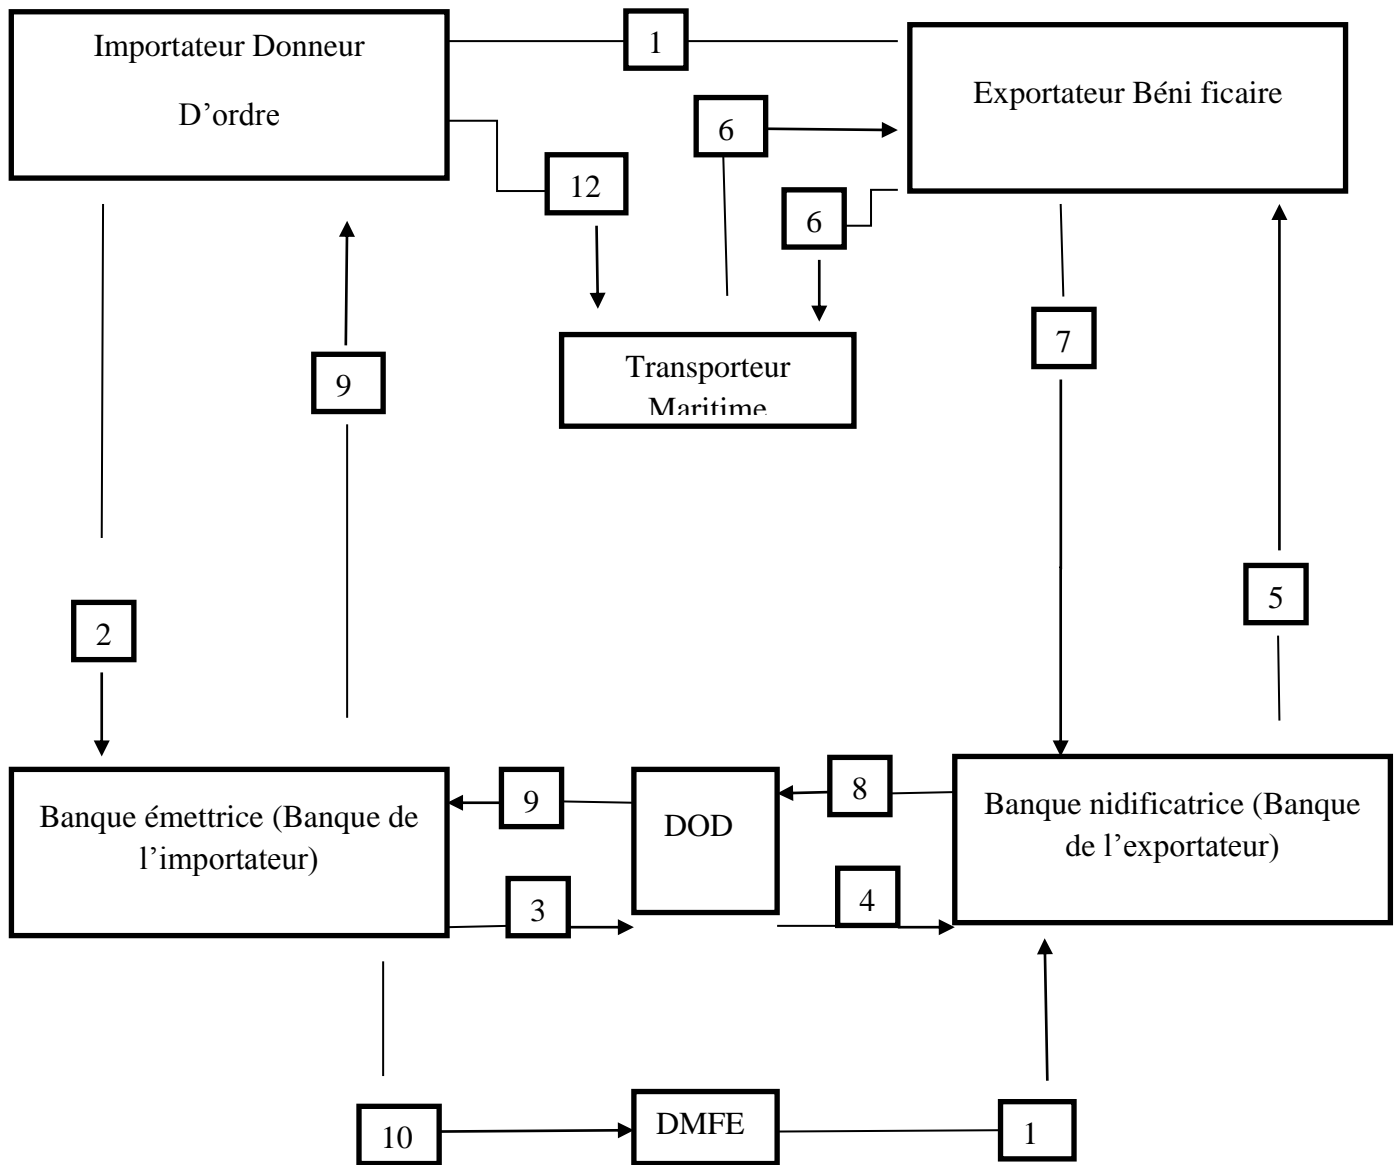 Importateur Donneur
D’ordre
1
Exportateur Béni ficaire
6
12
6
Transporteur
Maritime
7
9
5
2
Banque émettrice (Banque de
l’importateur)
9
DOD
8
Banque nidificatrice (Banque
de l’exportateur)
3
4
10
DMFE
1